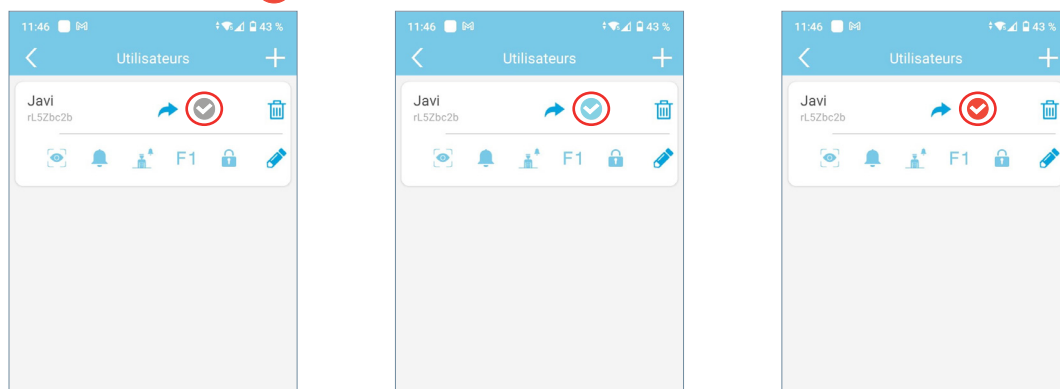 11:46 43 %
Utilisateurs
Javi
rL5Zbc2b
F1
11:46 43 %
Utilisateurs
Javi
rL5Zbc2b
F1
11:46 43 %
Utilisateurs
Javi
rL5Zbc2b
F1